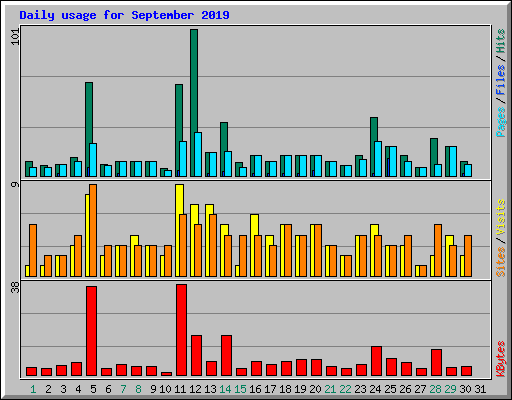 Daily usage for September 2019
101
Pages / Files / Hits
9
Sites / Visits
38
KBytes
1 2 3 4 5 6 7 8 9 10 11 12 13 14 15 16 17 18 19 20 21 22 23 24 25 26 27 28 29 30 31